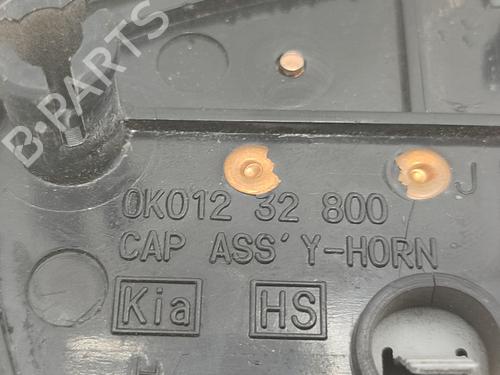 B-PARTS
J
0K012 32 800
CAP ASS'Y-HORN
Kia HS